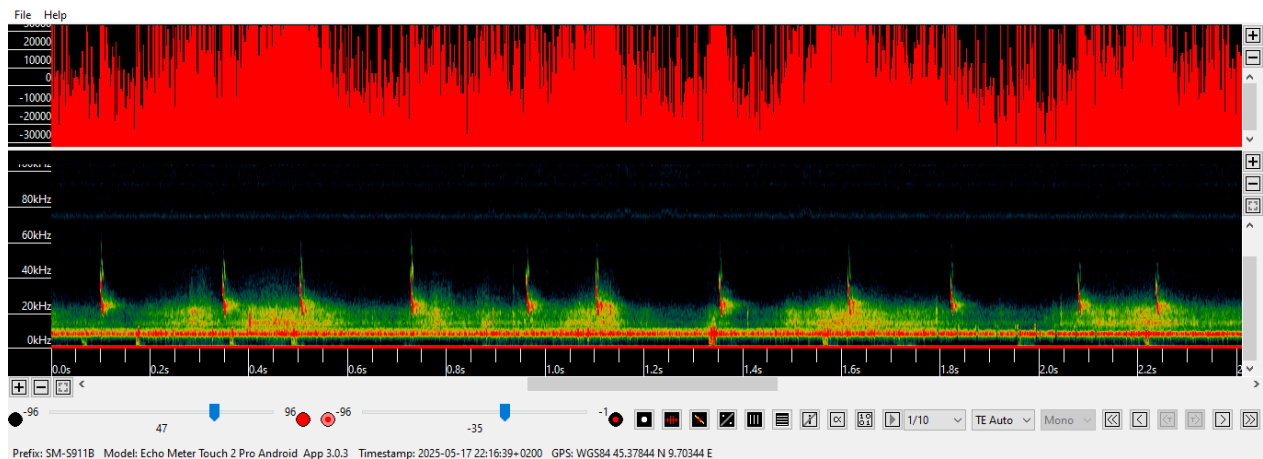 File Help
20000
10000
0
-10000
-20000
-30000
80kHz
60kHz
40kHz
20kHz
0kHz
0.0s 0.2s 0.4s 0.6s 0.8s 1.0s 1.2s 1.4s 1.6s 1.8s 2.0s 2.2s
-96 96 -96 -1
47 -35
1/10 TE Auto Mono
Prefix: SM-S911B Model: Echo Meter Touch 2 Pro Android App 3.0.3 Timestamp: 2025-05-17 22:16:39+0200 GPS: WGS84 45.37844 N 9.70344 E